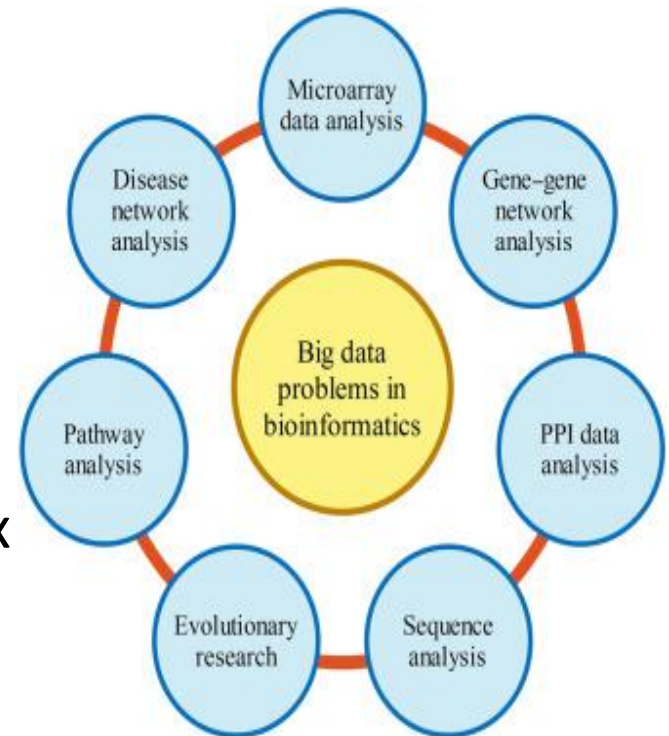 Microarray
data analysis
Gene–gene
network
analysis
PPI data
analysis
Sequence
analysis
Evolutionary
research
Pathway
analysis
Disease
network
analysis
Big data
problems in
bioinformatics
x